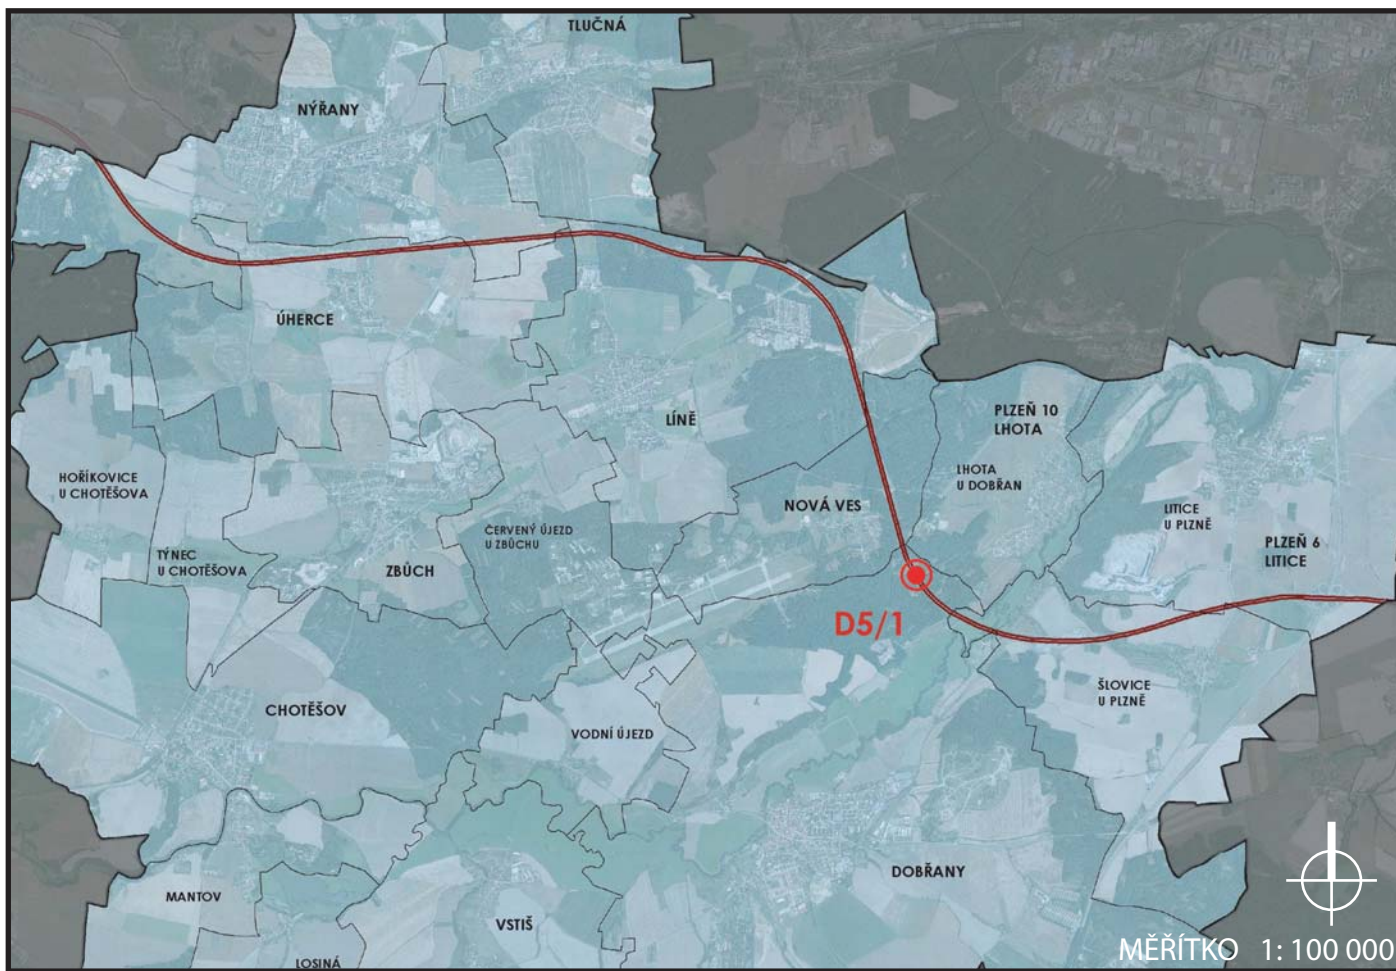 TLUČNÁ
NÝŘANY
ÚHERCE
LÍNĚ
PLZEŇ 10
LHOTA
HOŘÍKOVICE
U CHOTĚŠOVA
LHOTA
U DOBŘAN
NOVÁ VES
LITICE
U PLZNĚ
ČERVENÝ ÚJEZD
U ZBŮCHU
PLZEŇ 6
LITICE
TÝNEC
U CHOTĚŠOVA
ZBŮCH
D5/1
ŠLOVICE
U PLZNĚ
CHOTĚŠOV
VODNÍ ÚJEZD
DOBŘANY
MANTOV
VSTIŠ
LOSINÁ
MĚŘÍTKO 1: 100 000